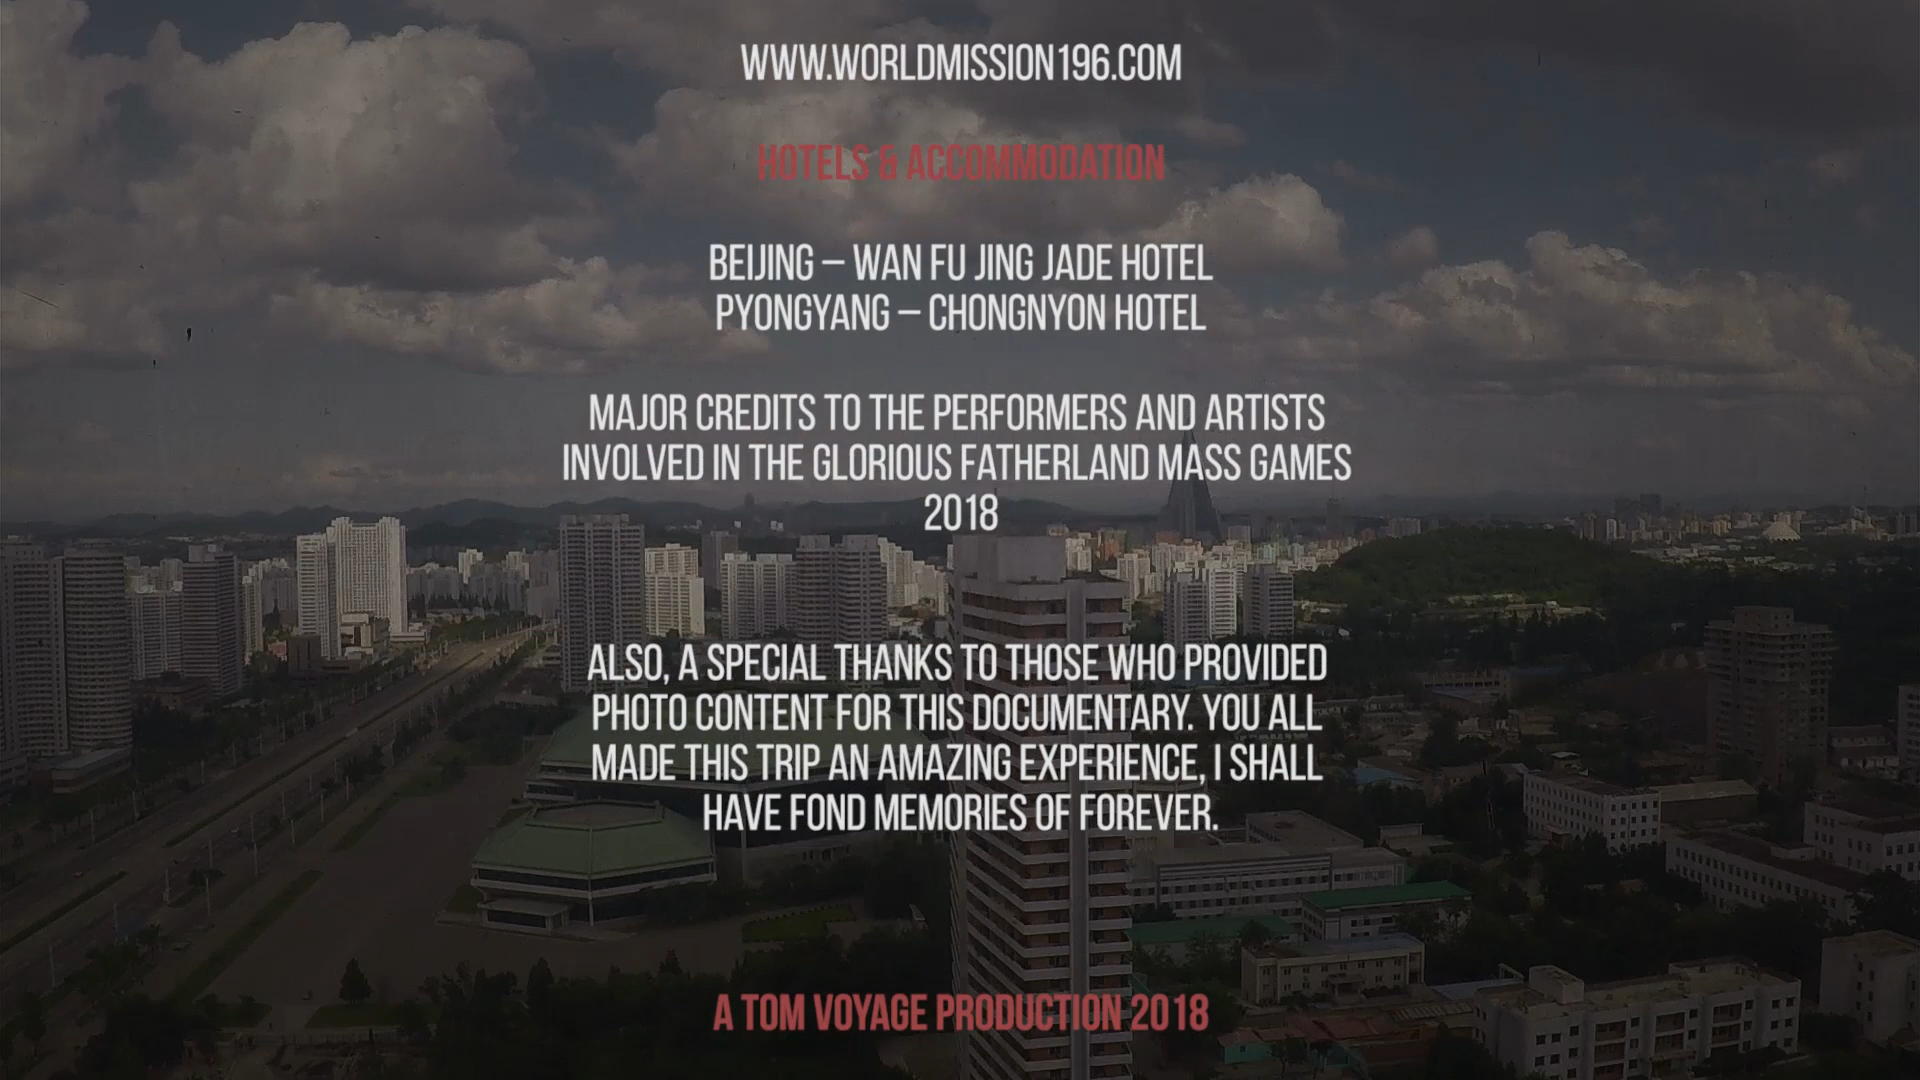 WWW.WORLDMISSION196.COM
HOTELS & ACCOMMODATION
BEIJING – WAN FU JING JADE HOTEL
PYONGYANG – CHONGNYON HOTEL
MAJOR CREDITS TO THE PERFORMERS AND ARTISTS
INVOLVED IN THE GLORIOUS FATHERLAND MASS GAMES
2018
ALSO, A SPECIAL THANKS TO THOSE WHO PROVIDED
PHOTO CONTENT FOR THIS DOCUMENTARY. YOU ALL
MADE THIS TRIP AN AMAZING EXPERIENCE, I SHALL
HAVE FOND MEMORIES OF FOREVER.
A TOM VOYAGE PRODUCTION 2018